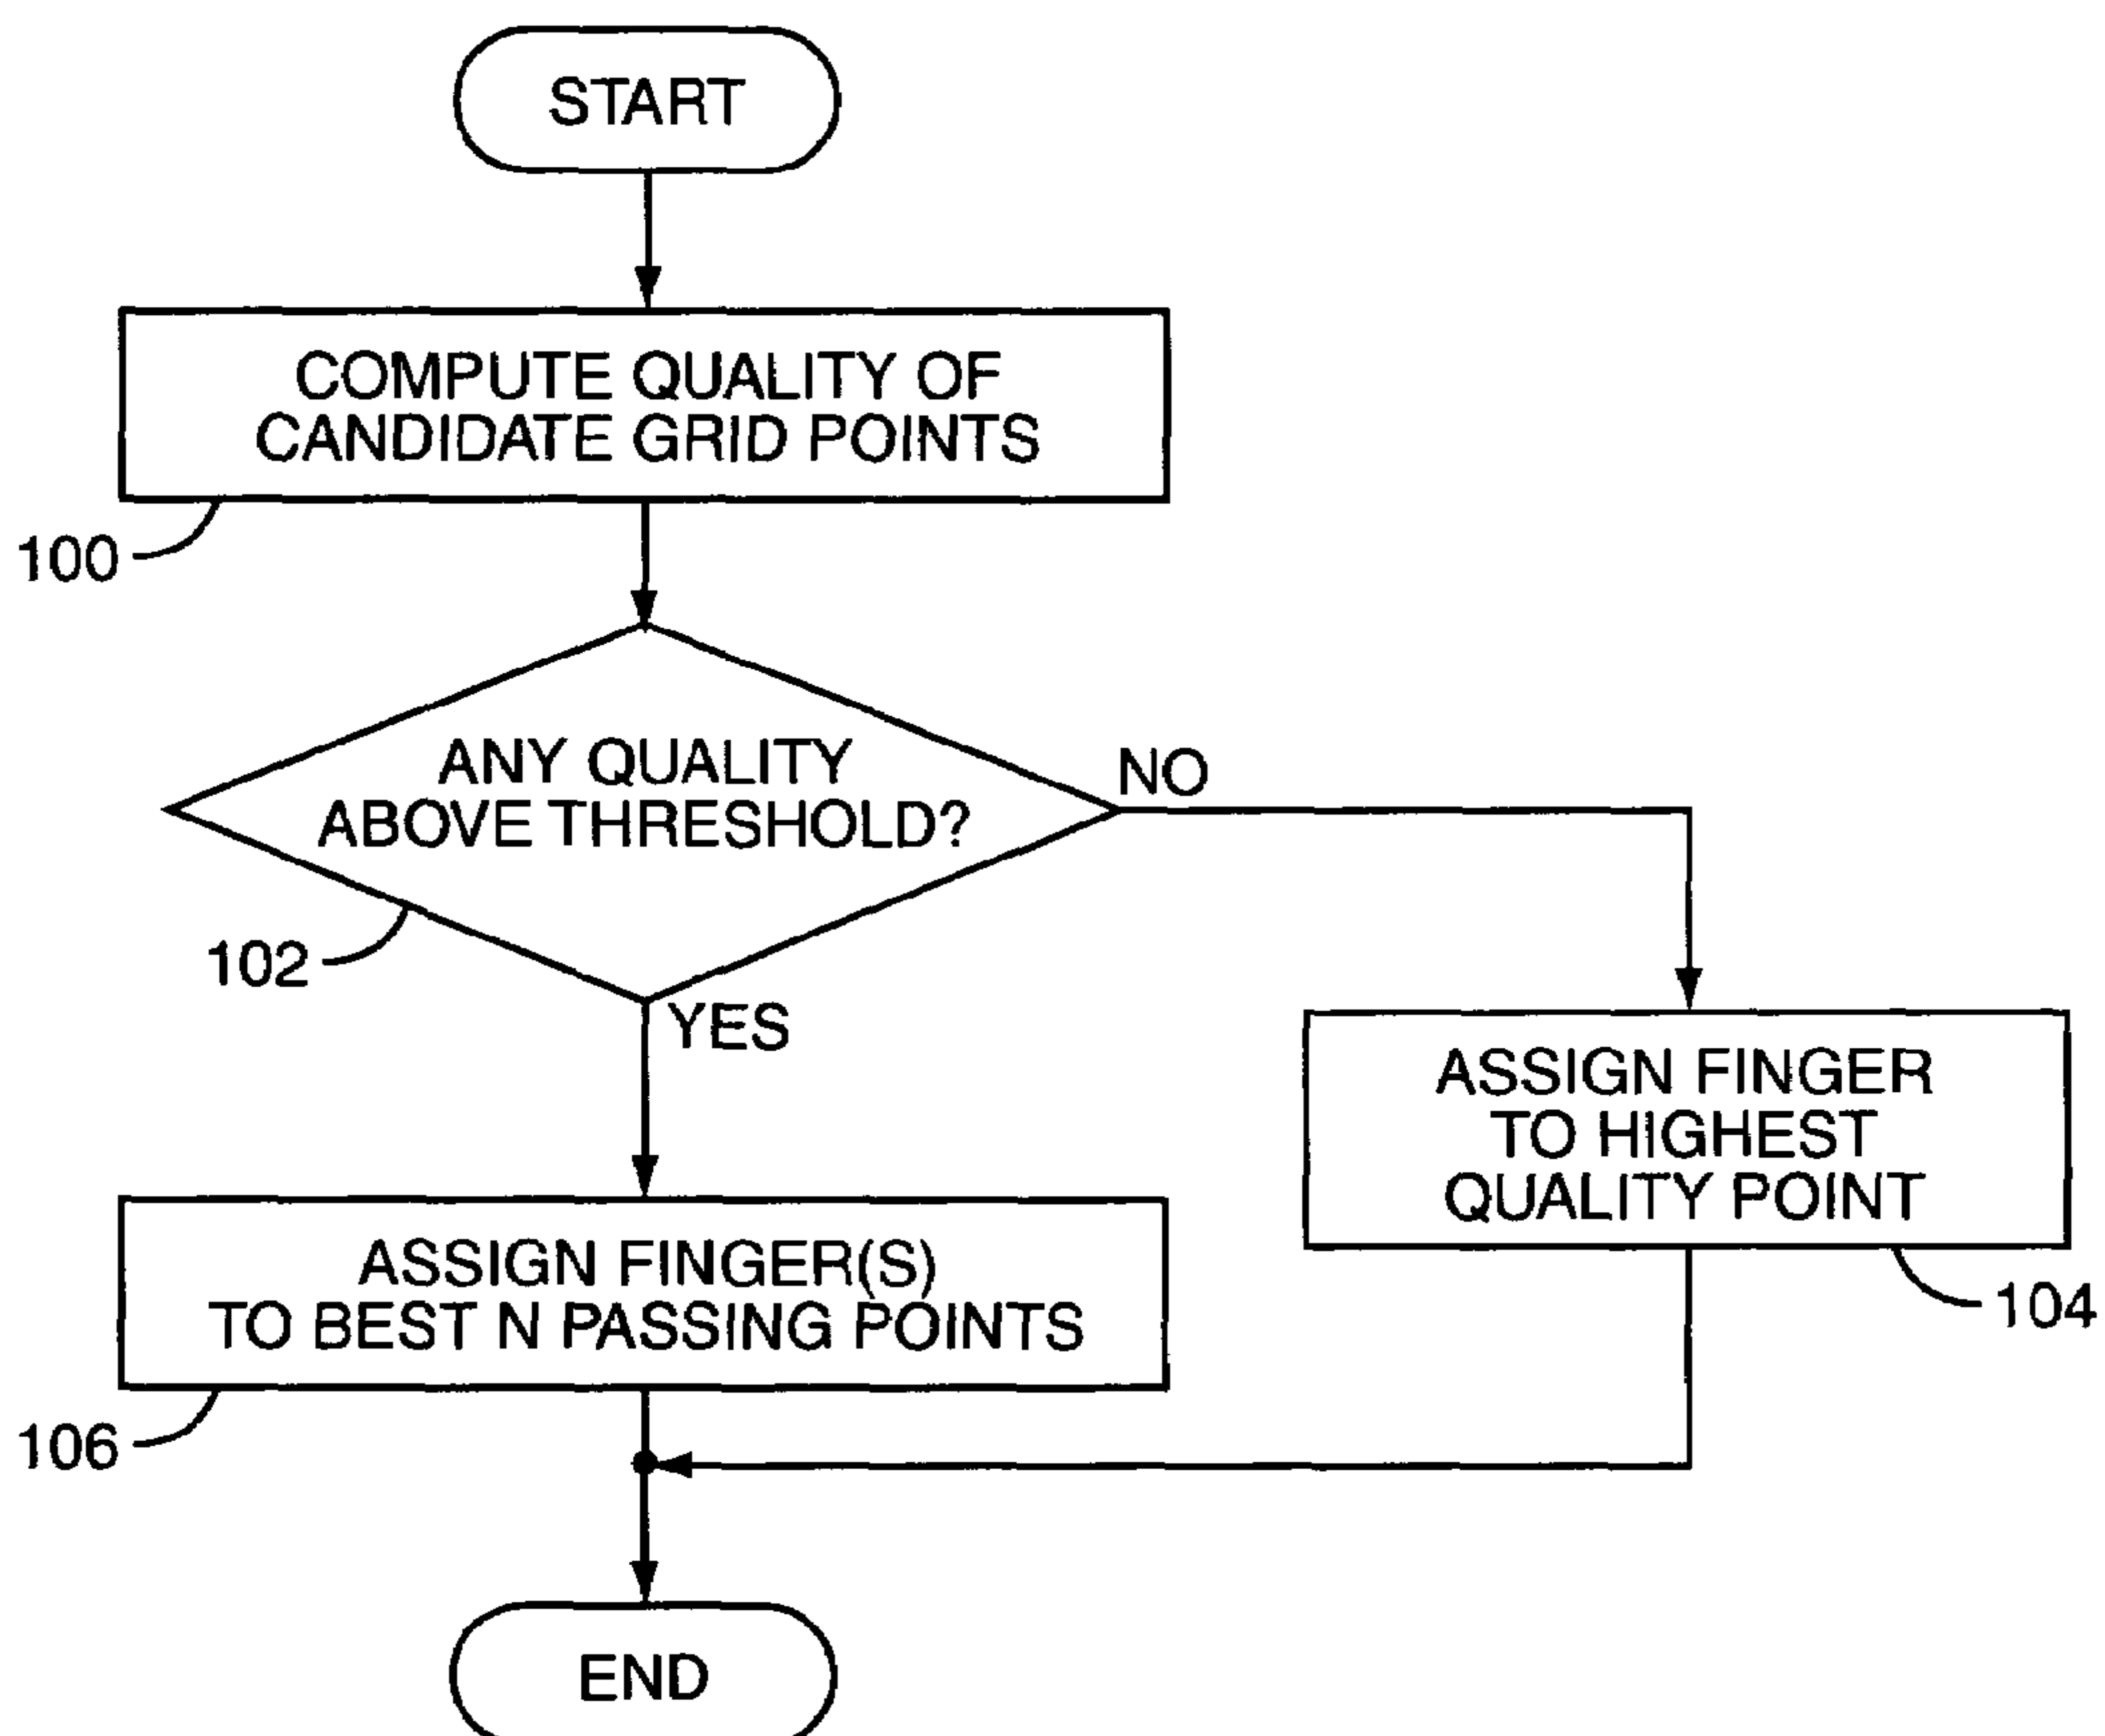 START
COMPUTE QUALITY OF
CANDIDATE GRID POINTS
100
ANY QUALITY
ABOVE THRESHOLD?
NO
102
YES
ASSIGN FINGER
TO HIGHEST
QUALITY POINT
104
ASSIGN FINGER(S)
TO BEST N PASSING POINTS
106
END